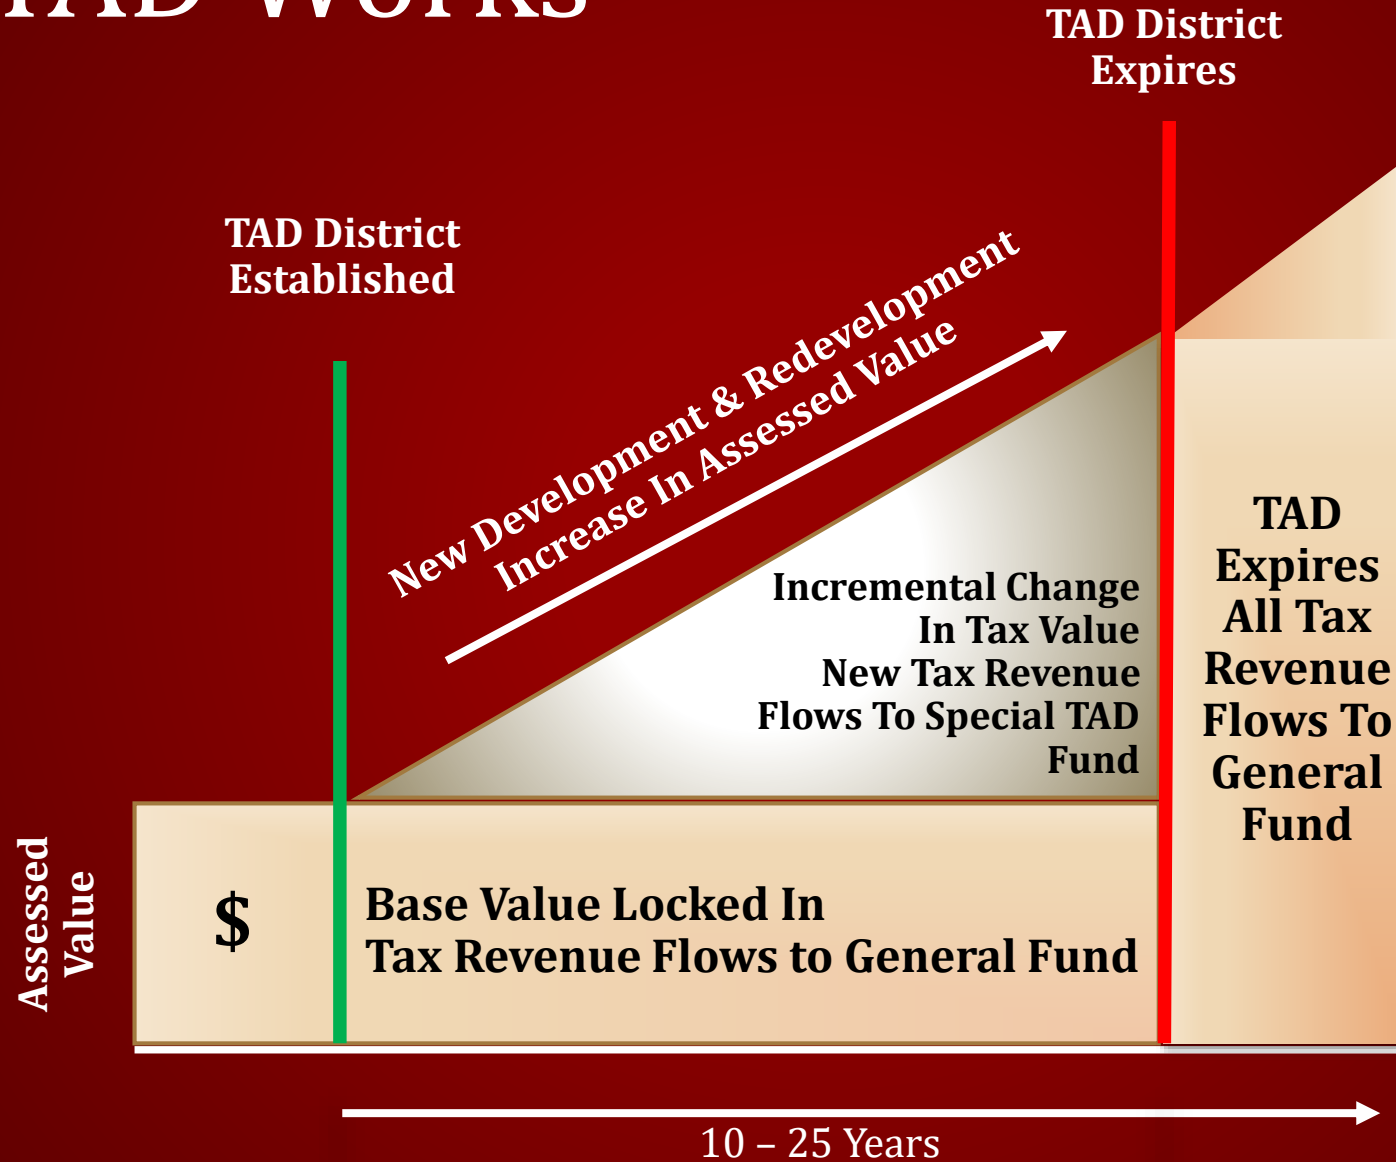 TAD Works
TAD District
Expires
TAD District
Established
New Development & Redevelopment
Increase In Assessed Value
Incremental Change
In Tax Value
New Tax Revenue
Flows To Special TAD
Fund
TAD
Expires
All Tax
Revenue
Flows To
General
Fund
Assessed
Value
$
Base Value Locked In
Tax Revenue Flows to General Fund
10 – 25 Years